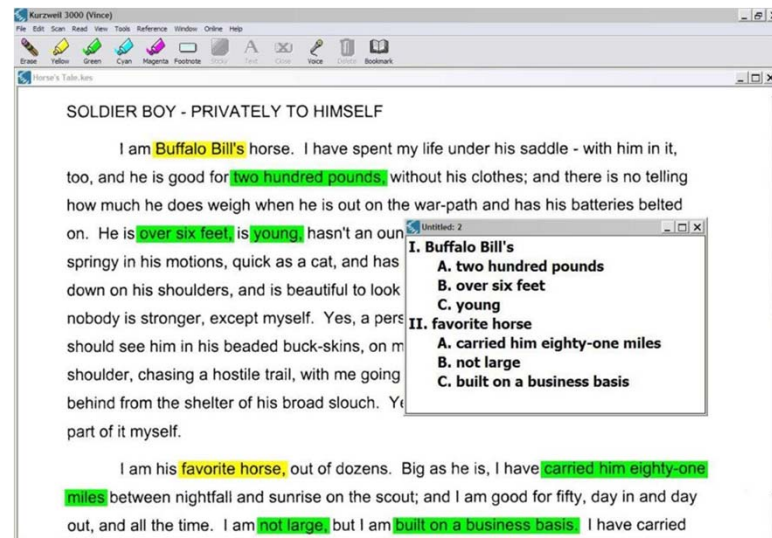 Kurzweil 3000 (Vince)
File Edit Scan Read View Tools Reference Window Online Help
Erase Yellow Green Cyan Magenta Footnote Sticky Text Close Voice Delete Bookmark
Horse's Tale.kes
SOLDIER BOY - PRIVATELY TO HIMSELF
I am Buffalo Bill's horse. I have spent my life under his saddle - with him in it,
too, and he is good for two hundred pounds, without his clothes; and there is no telling
how much he does weigh when he is out on the war-path and has his batteries belted
on. He is over six feet, is young, hasn't an oun
springy in his motions, quick as a cat, and has
down on his shoulders, and is beautiful to look
nobody is stronger, except myself. Yes, a pers
should see him in his beaded buck-skins, on m
shoulder, chasing a hostile trail, with me going
behind from the shelter of his broad slouch. Ye
part of it myself.
Untitled: 2
I. Buffalo Bill's
A. two hundred pounds
B. over six feet
C. young
II. favorite horse
A. carried him eighty-one miles
B. not large
C. built on a business basis
I am his favorite horse, out of dozens. Big as he is, I have carried him eighty-one
miles between nightfall and sunrise on the scout; and I am good for fifty, day in and day
out, and all the time. I am not large, but I am built on a business basis. I have carried